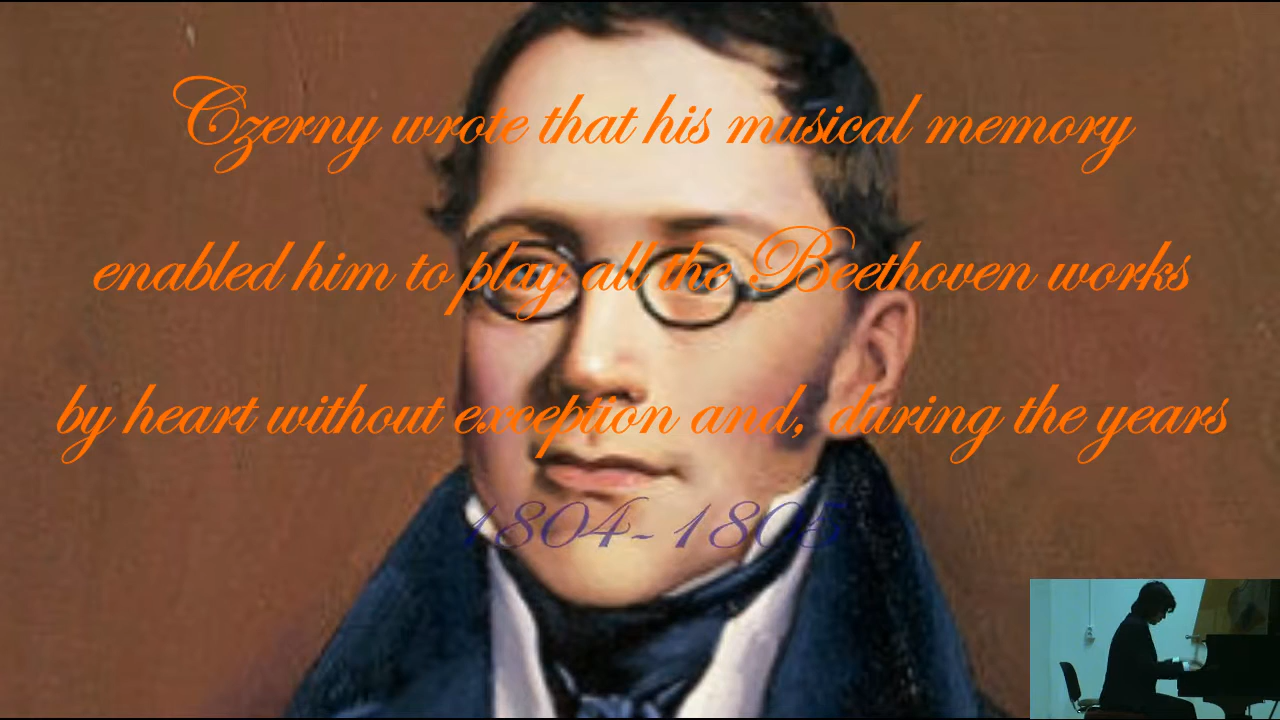 Czerny wrote that his musical memory
enabled him to play all the Beethoven works
by heart without exception and, during the years
1804-1805